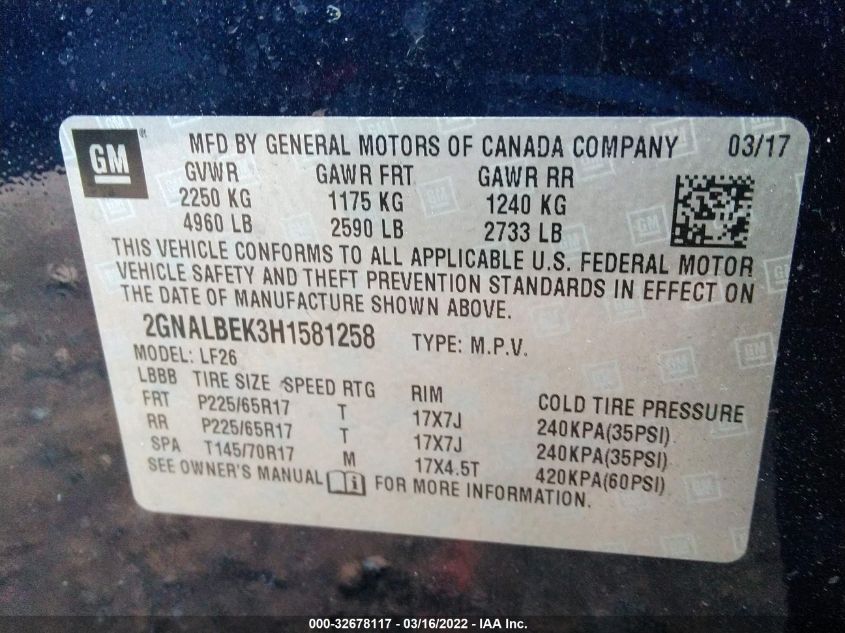 GM
MFD BY GENERAL MOTORS OF CANADA COMPANY 03/17
GVWR GAWR FRT GAWR RR
2250 KG 1175 KG 1240 KG
4960 LB 2590 LB 2733 LB
THIS VEHICLE CONFORMS TO ALL APPLICABLE U.S. FEDERAL MOTOR
VEHICLE SAFETY AND THEFT PREVENTION STANDARDS IN EFFECT ON
THE DATE OF MANUFACTURE SHOWN ABOVE.
2GNALBEK3H1581258 TYPE: M.P.V.
MODEL: LF26
LBBB TIRE SIZE SPEED RTG RIM COLD TIRE PRESSURE
FRT P225/65R17 T 17X7J 240KPA(35PSI)
RR P225/65R17 T 17X7J 240KPA(35PSI)
SPA T145/70R17 M 17X4.5T 420KPA(60PSI)
SEE OWNER'S MANUAL FOR MORE INFORMATION.
000-32678117 - 03/16/2022 - IAA Inc.